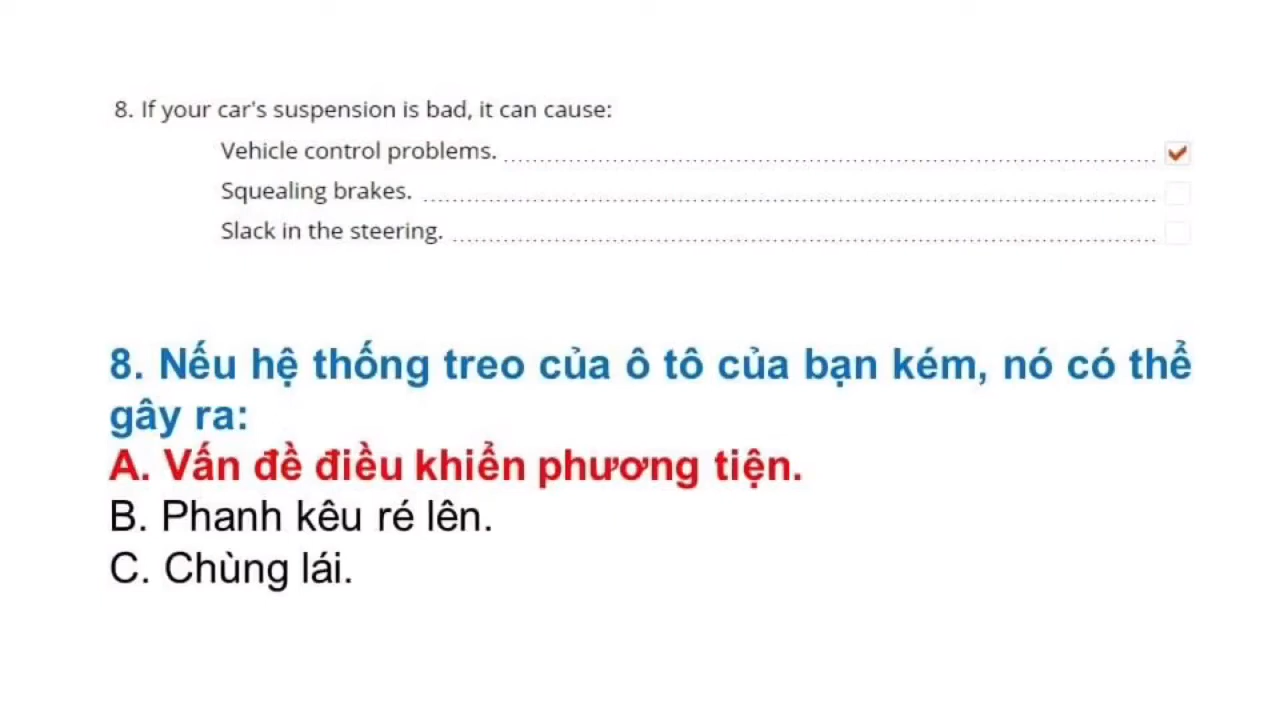 8. If your car's suspension is bad, it can cause:
Vehicle control problems.
Squealing brakes.
Slack in the steering.
8. Nếu hệ thống treo của ô tô của bạn kém, nó có thể
gây ra:
A. Vấn đề điều khiển phương tiện.
B. Phanh kêu ré lên.
C. Chùng lái.